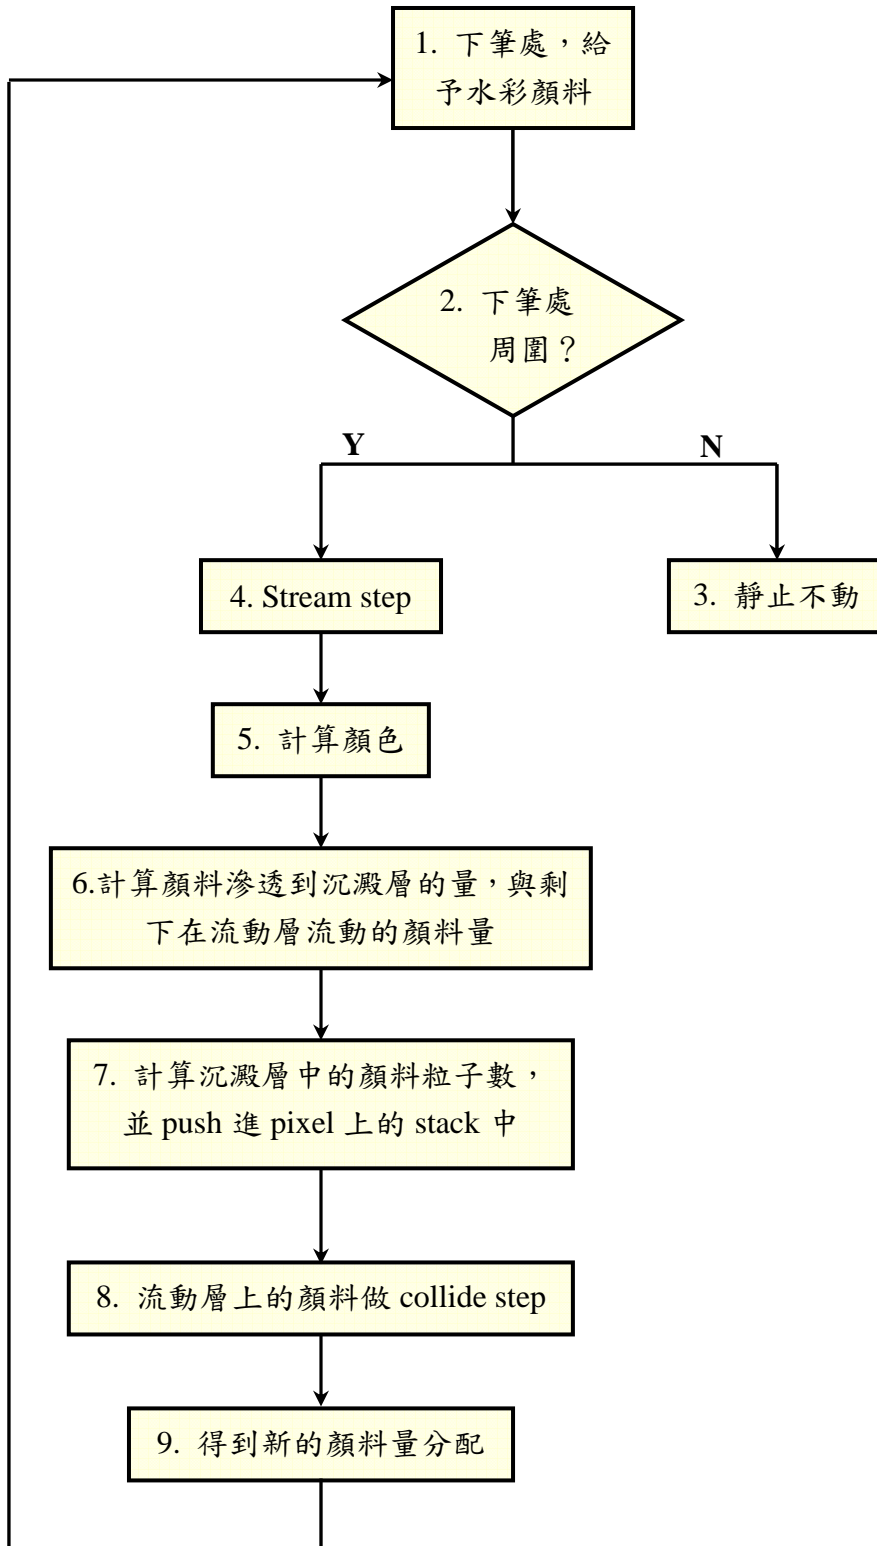 1. 下筆處，給
予水彩顏料
2. 下筆處
周圍？
Y
N
4. Stream step
3. 靜止不動
5. 計算顏色
6.計算顏料滲透到沉澱層的量，與剩
下在流動層流動的顏料量
7. 計算沉澱層中的顏料粒子數，
並 push 進 pixel 上的 stack 中
8. 流動層上的顏料做 collide step
9. 得到新的顏料量分配